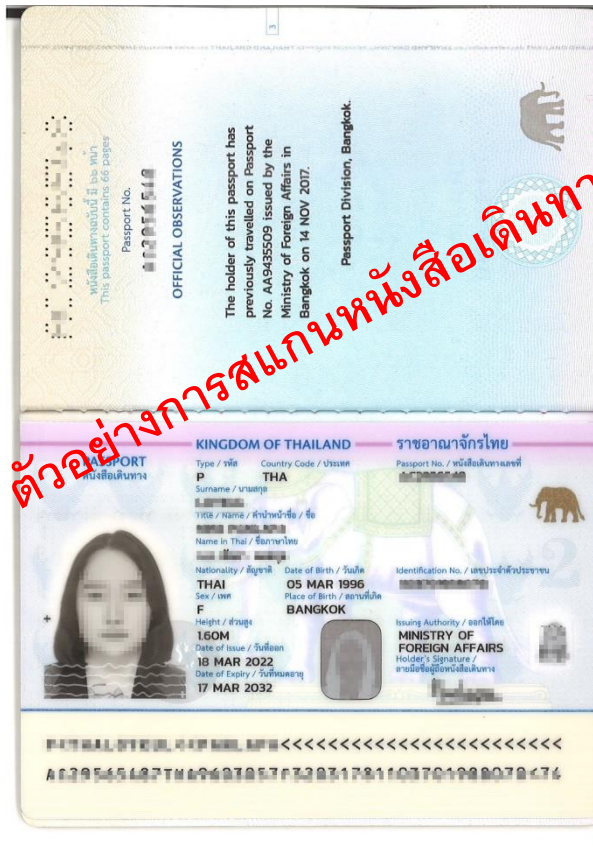 3
หนังสือเดินทางฉบับนี้ มี ๖๖ หน้า
This passport contains 66 pages
Passport No.
OFFICIAL OBSERVATIONS
The holder of this passport has
previously travelled on Passport
No. AA9435509 issued by the
Ministry of Foreign Affairs in
Bangkok on 14 NOV 2017.
Passport Division, Bangkok.
ตัวอย่างการสแกนหนังสือเดินทา
KINGDOM OF THAILAND ราชอาณาจักรไทย
PASSPORT
หนังสือเดินทาง
Type / รหัส Country Code / ประเทศ Passport No. / หนังสือเดินทางเลขที่
P THA
Surname / นามสกุล
Title / Name / คำนำหน้าชื่อ / ชื่อ
Name in Thai / ชื่อภาษาไทย
Nationality / สัญชาติ Date of Birth / วันเกิด Identification No. / เลขประจำตัวประชาชน
THAI 05 MAR 1996
Sex / เพศ Place of Birth / สถานที่เกิด
F BANGKOK
Height / ส่วนสูง Issuing Authority / ออกให้โดย
1.60M MINISTRY OF
FOREIGN AFFAIRS
Date of Issue / วันที่ออก Holder's Signature /
18 MAR 2022 ลายมือชื่อผู้ถือหนังสือเดินทาง
Date of Expiry / วันที่หมดอายุ
17 MAR 2032